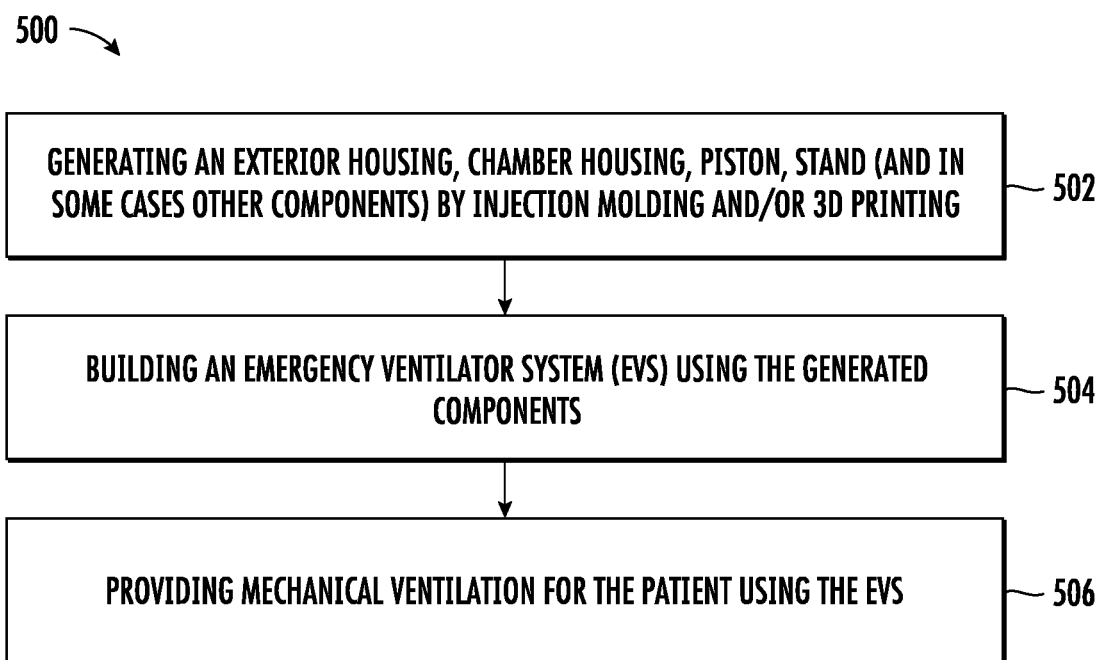 500
GENERATING AN EXTERIOR HOUSING, CHAMBER HOUSING, PISTON, STAND (AND IN
SOME CASES OTHER COMPONENTS) BY INJECTION MOLDING AND/OR 3D PRINTING
502
BUILDING AN EMERGENCY VENTILATOR SYSTEM (EVS) USING THE GENERATED
COMPONENTS
504
PROVIDING MECHANICAL VENTILATION FOR THE PATIENT USING THE EVS
506